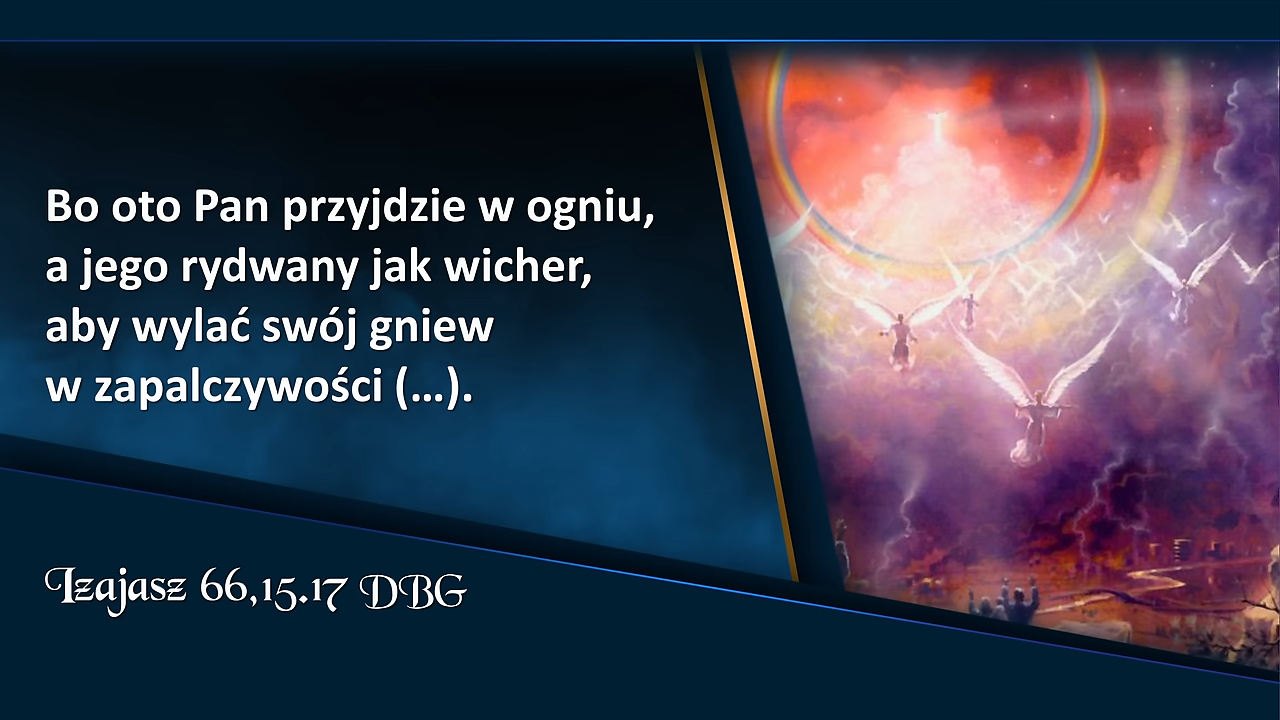 Bo oto Pan przyjdzie w ogniu,
a jego rydwany jak wicher,
aby wylać swój gniew
w zapalczywości (...).
Izajasz 66,15.17 DBG